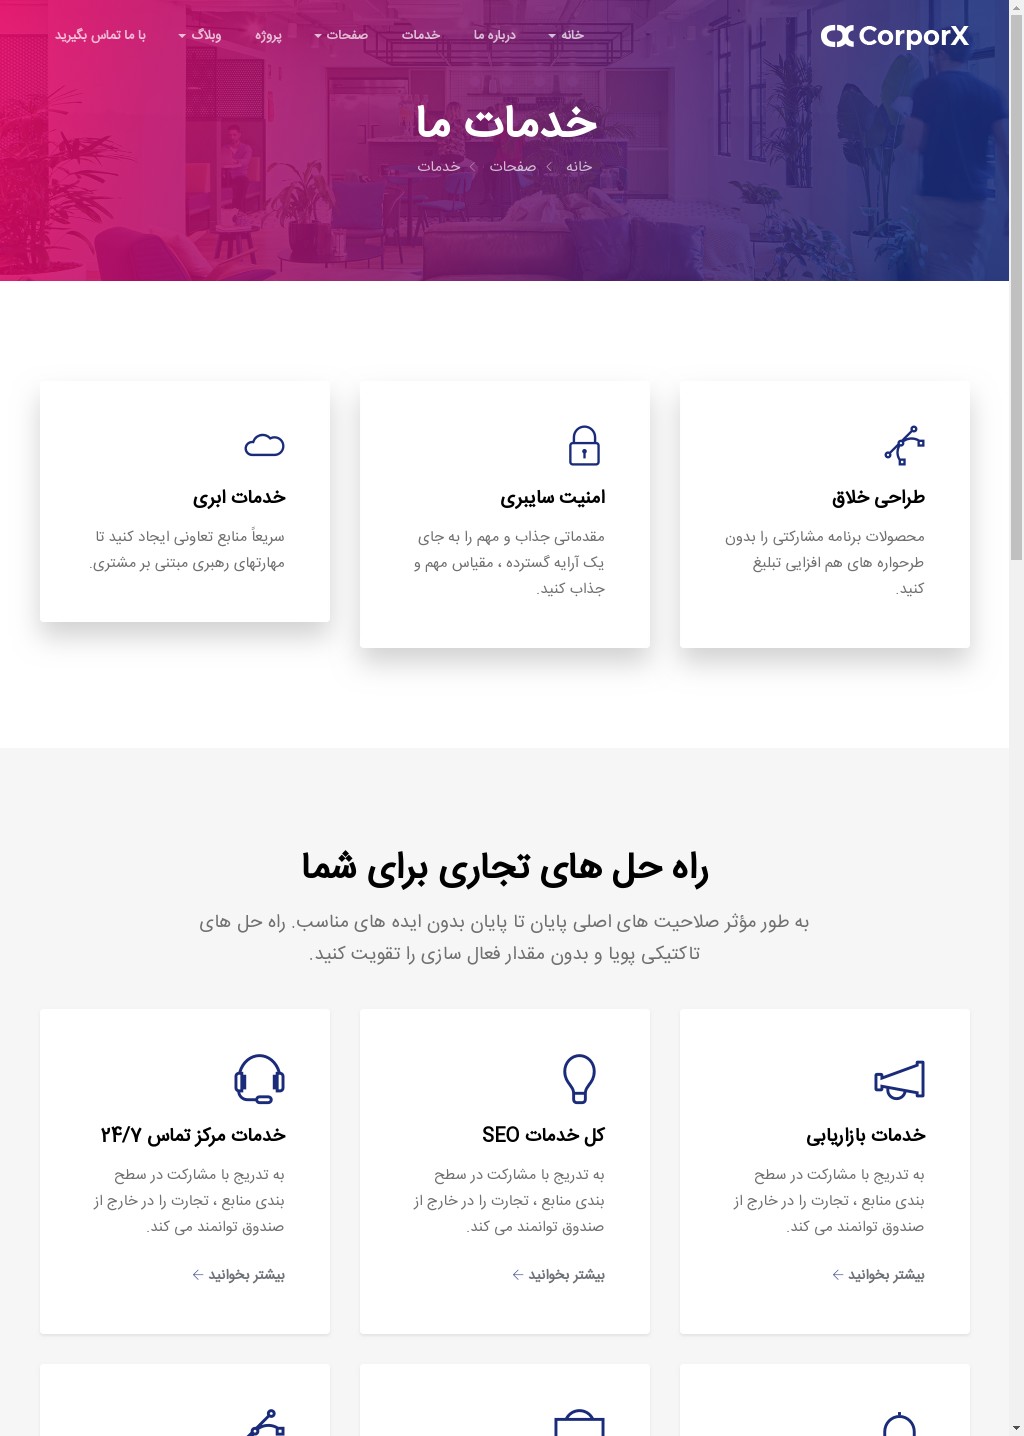 CorporX
خانه
درباره ما
خدمات
صفحات
پروژه
وبلاگ
با ما تماس بگیرید
خدمات ما
خانه
صفحات
خدمات
طراحی خلاق
محصولات برنامه مشارکتی را بدون
طرحواره های هم افزایی تبلیغ
کنید.
امنیت سایبری
مقدماتی جذاب و مهم را به جای
یک آرایه گسترده ، مقیاس مهم و
جذاب کنید.
خدمات ابری
سریعاً منابع تعاونی ایجاد کنید تا
مهارتهای رهبری مبتنی بر مشتری.
راه حل های تجاری برای شما
به طور مؤثر صلاحیت های اصلی پایان تا پایان بدون ایده های مناسب. راه حل های
تاکتیکی پویا و بدون مقدار فعال سازی را تقویت کنید.
خدمات بازاریابی
به تدریج با مشارکت در سطح
بندی منابع ، تجارت را در خارج از
صندوق توانمند می کند.
بیشتر بخوانید
کل خدمات SEO
به تدریج با مشارکت در سطح
بندی منابع ، تجارت را در خارج از
صندوق توانمند می کند.
بیشتر بخوانید
خدمات مرکز تماس 24/7
به تدریج با مشارکت در سطح
بندی منابع ، تجارت را در خارج از
صندوق توانمند می کند.
بیشتر بخوانید